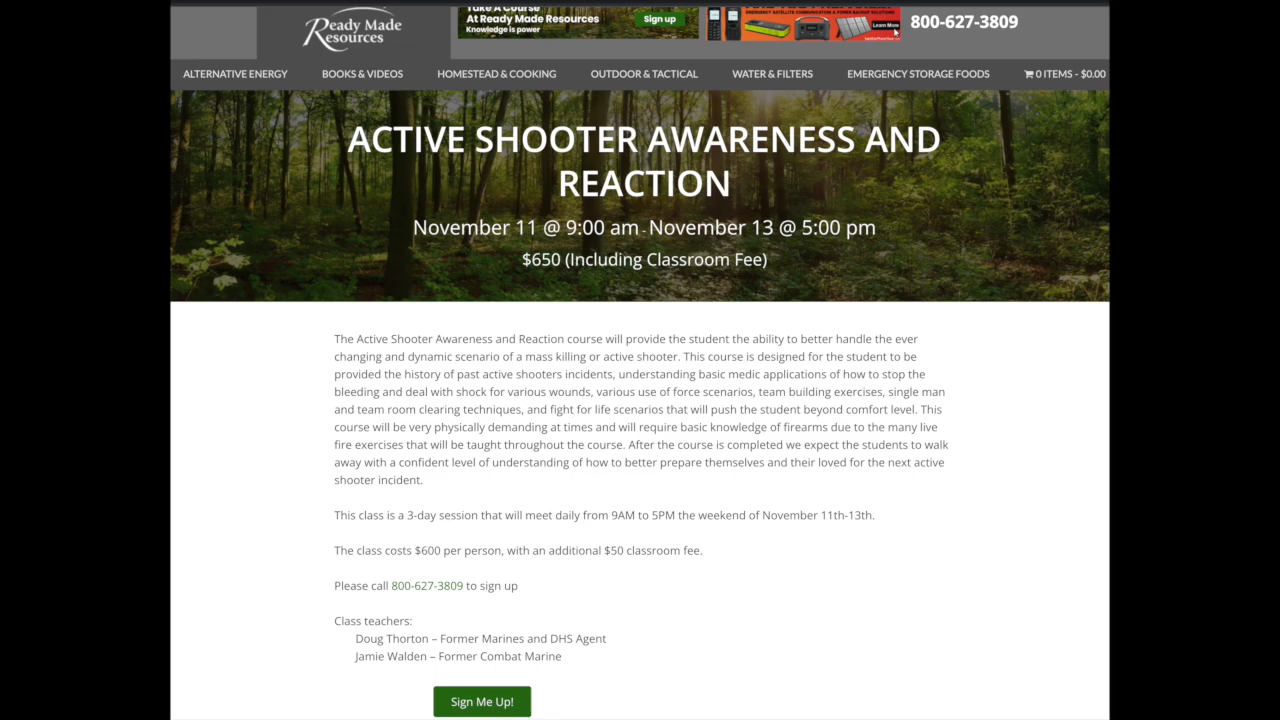 Ready Made
Resources
Take A Course
At Ready Made Resources
Knowledge is power
Sign up
EMERGENCY SATELLITE COMMUNICATION & POWER BACKUP SOLUTIONS
Learn More
800-627-3809
ALTERNATIVE ENERGY BOOKS & VIDEOS HOMESTEAD & COOKING OUTDOOR & TACTICAL WATER & FILTERS EMERGENCY STORAGE FOODS 0 ITEMS - $0.00
ACTIVE SHOOTER AWARENESS AND
REACTION
November 11 @ 9:00 am - November 13 @ 5:00 pm
$650 (Including Classroom Fee)
The Active Shooter Awareness and Reaction course will provide the student the ability to better handle the ever
changing and dynamic scenario of a mass killing or active shooter. This course is designed for the student to be
provided the history of past active shooters incidents, understanding basic medic applications of how to stop the
bleeding and deal with shock for various wounds, various use of force scenarios, team building exercises, single man
and team room clearing techniques, and fight for life scenarios that will push the student beyond comfort level. This
course will be very physically demanding at times and will require basic knowledge of firearms due to the many live
fire exercises that will be taught throughout the course. After the course is completed we expect the students to walk
away with a confident level of understanding of how to better prepare themselves and their loved for the next active
shooter incident.
This class is a 3-day session that will meet daily from 9AM to 5PM the weekend of November 11th-13th.
The class costs $600 per person, with an additional $50 classroom fee.
Please call 800-627-3809 to sign up
Class teachers:
Doug Thorton – Former Marines and DHS Agent
Jamie Walden – Former Combat Marine
Sign Me Up!